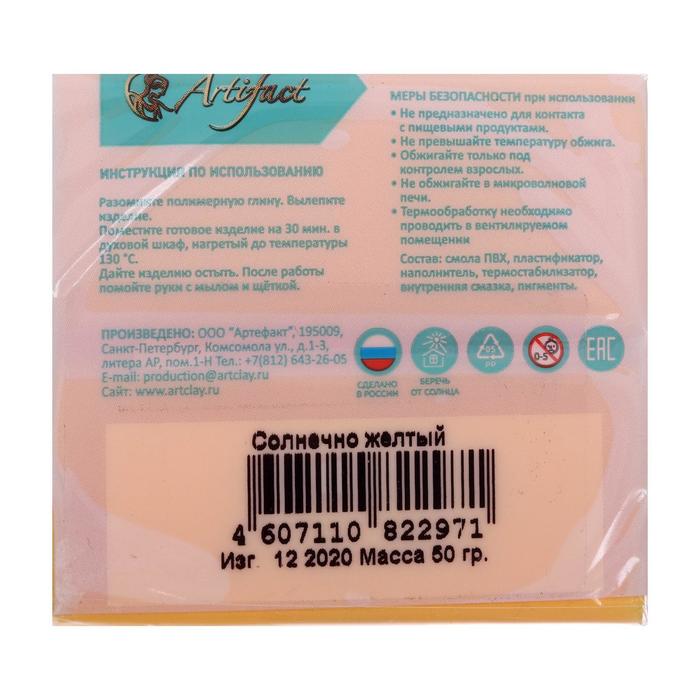 Artifact
ИНСТРУКЦИЯ ПО ИСПОЛЬЗОВАНИЮ
Разомните полимерную глину. Вылепите
изделие.
Поместите готовое изделие на 30 мин. в
духовой шкаф, нагретый до температуры
130 °С.
Дайте изделию остыть. После работы
помойте руки с мылом и щёткой.
МЕРЫ БЕЗОПАСНОСТИ при использовании
• Не предназначено для контакта
с пищевыми продуктами.
• Не превышайте температуру обжига.
• Обжигайте только под
контролем взрослых.
• Не обжигайте в микроволновой
печи.
• Термообработку необходимо
проводить в вентилируемом
помещении
Состав: смола ПВХ, пластификатор,
наполнитель, термостабилизатор,
внутренняя смазка, пигменты.
ПРОИЗВЕДЕНО: ООО "Артефакт", 195009,
Санкт-Петербург, Комсомола ул., д.1-3,
литера АР, пом.1-Н Тел.: +7(812) 643-26-05
E-mail: production@artclay.ru
Сайт: www.artclay.ru
СДЕЛАНО
В РОССИИ
БЕРЕЧЬ
ОТ СОЛНЦА
05
PP
0-3
EAC
Солнечно желтый
4 607110 822971
Изг 12 2020 Масса 50 гр.